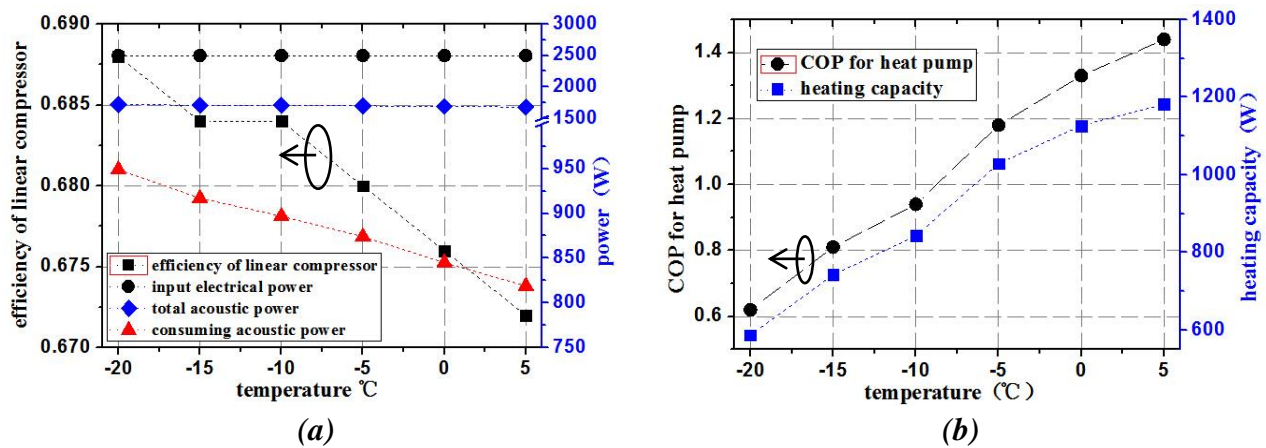 efficiency of linear compressor
0.690
0.685
0.680
0.675
0.670
3000
2500
2000
1500
950
900
850
800
750
power (W)
efficiency of linear compressor
input electrical power
total acoustic power
consuming acoustic power
-20 -15 -10 -5 0 5
temperature ℃
(a)
COP for heat pump
1.4
1.2
1.0
0.8
0.6
1400
1200
1000
800
600
heating capacity (W)
COP for heat pump
heating capacity
-20 -15 -10 -5 0 5
temperature (℃)
(b)